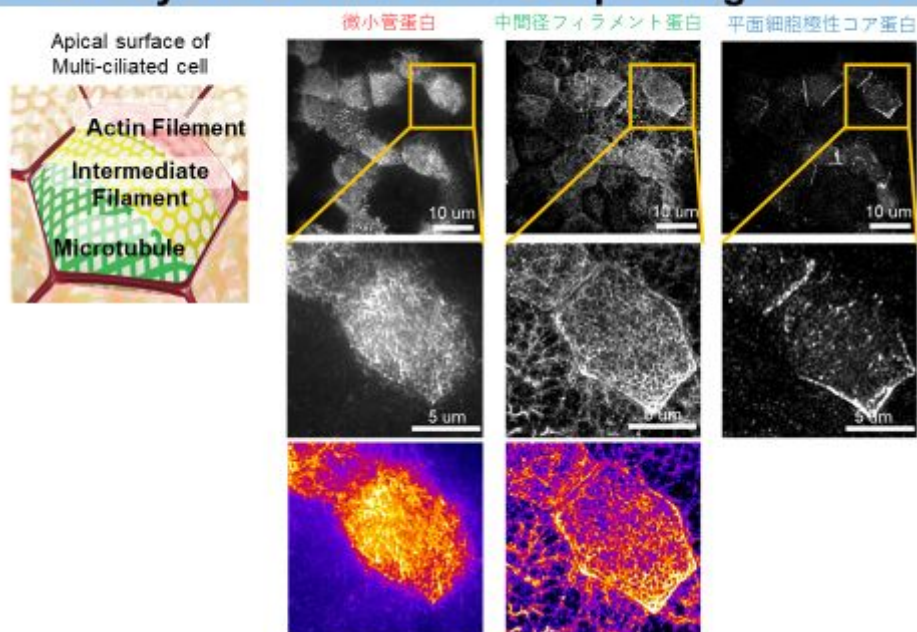 微小管蛋白
中間径フィラメント蛋白
平面細胞極性コア蛋白
Apical surface of
Multi-ciliated cell
Actin Filament
Intermediate
Filament
Microtubule
10 um
10 um
10 um
5 um
5 um
5 um